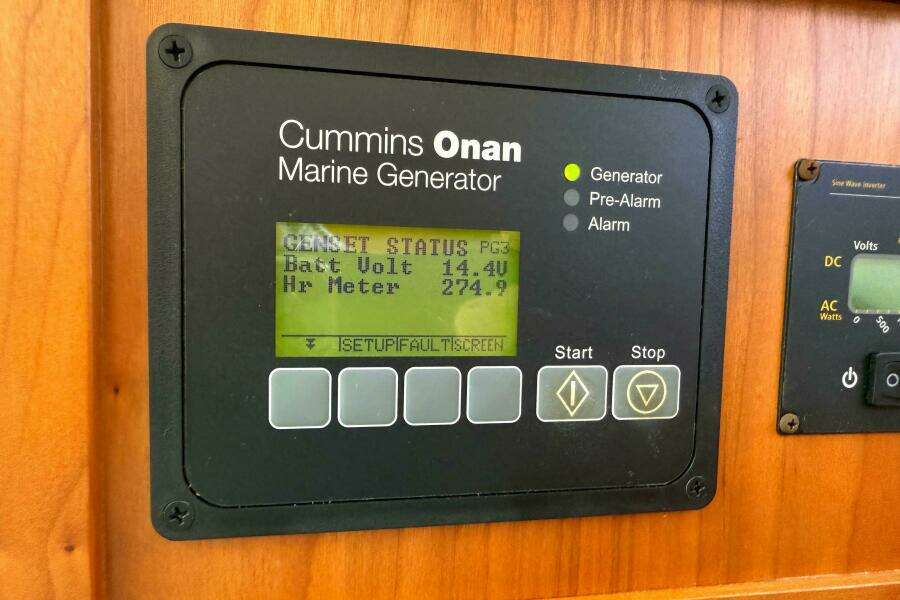 Cummins Onan
Marine Generator
Generator
Pre-Alarm
Alarm
GENSET STATUS PG3
Batt Volt 14.4V
Hr Meter 274.9
SETUP FAULT SCREEN
Start Stop
Sine Wave inverter
Volts
DC
AC
Watts
0 500